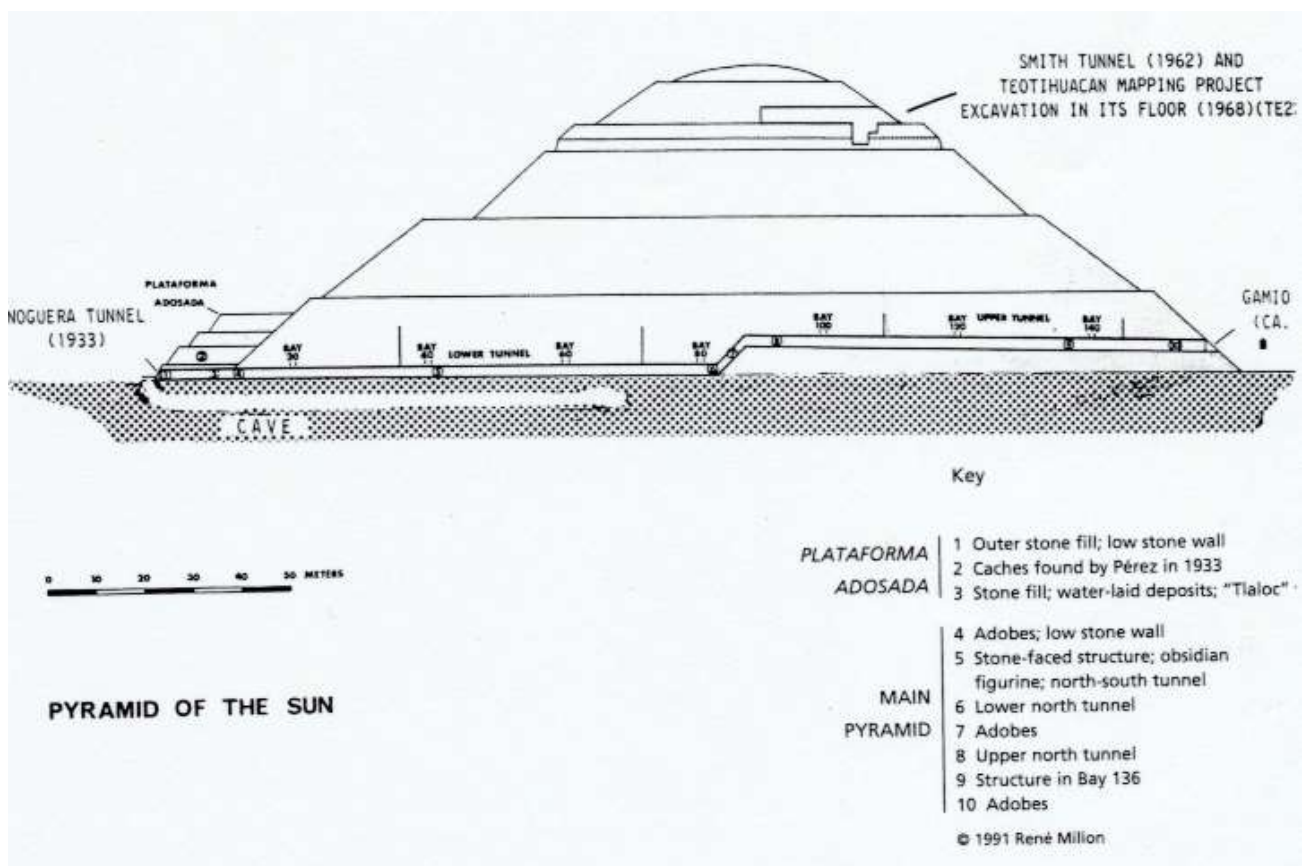 SMITH TUNNEL (1962) AND
TEOTIHUACAN MAPPING PROJECT
EXCAVATION IN ITS FLOOR (1968)(TE2
PLATAFORMA
ADOSADA
NOGUERA TUNNEL
(1933)
GAMIO
(CA.
BAY
LOWER TUNNEL
BAY
60
BAY
BAY
100
BAY
UPPER TUNNEL
BAY
140
CAVE
Key
PLATAFORMA
ADOSADA
1 Outer stone fill; low stone wall
2 Caches found by Pérez in 1933
3 Stone fill; water-laid deposits; "Tlaloc"
MAIN
PYRAMID
4 Adobes; low stone wall
5 Stone-faced structure; obsidian
figurine; north-south tunnel
6 Lower north tunnel
7 Adobes
8 Upper north tunnel
9 Structure in Bay 136
10 Adobes
0 10 20 30 40 50 METERS
PYRAMID OF THE SUN
© 1991 René Millon